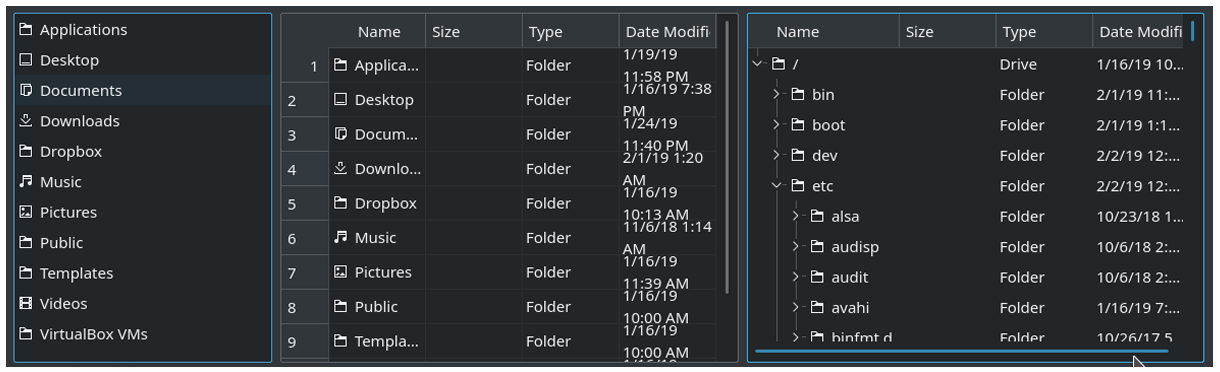 Applications
Desktop
Documents
Downloads
Dropbox
Music
Pictures
Public
Templates
Videos
VirtualBox VMs
Name Size Type Date Modifi
1 Applica... Folder 1/19/19
11:58 PM
2 Desktop Folder 1/16/19 7:38
PM
3 Docum... Folder 1/24/19
11:40 PM
4 Downlo... Folder 2/1/19 1:20
AM
5 Dropbox Folder 1/16/19
10:13 AM
6 Music Folder 11/6/18 1:14
AM
7 Pictures Folder 1/16/19
11:39 AM
8 Public Folder 1/16/19
10:00 AM
9 Templa... Folder 1/16/19
10:00 AM
Name Size Type Date Modifi
/ Drive 1/16/19 10...
bin Folder 2/1/19 11:...
boot Folder 2/1/19 1:1...
dev Folder 2/2/19 12:...
etc Folder 2/2/19 12:...
alsa Folder 10/23/18 1...
audisp Folder 10/6/18 2:...
audit Folder 10/6/18 2:...
avahi Folder 1/16/19 7:...
binfmt.d Folder 10/26/17 5...